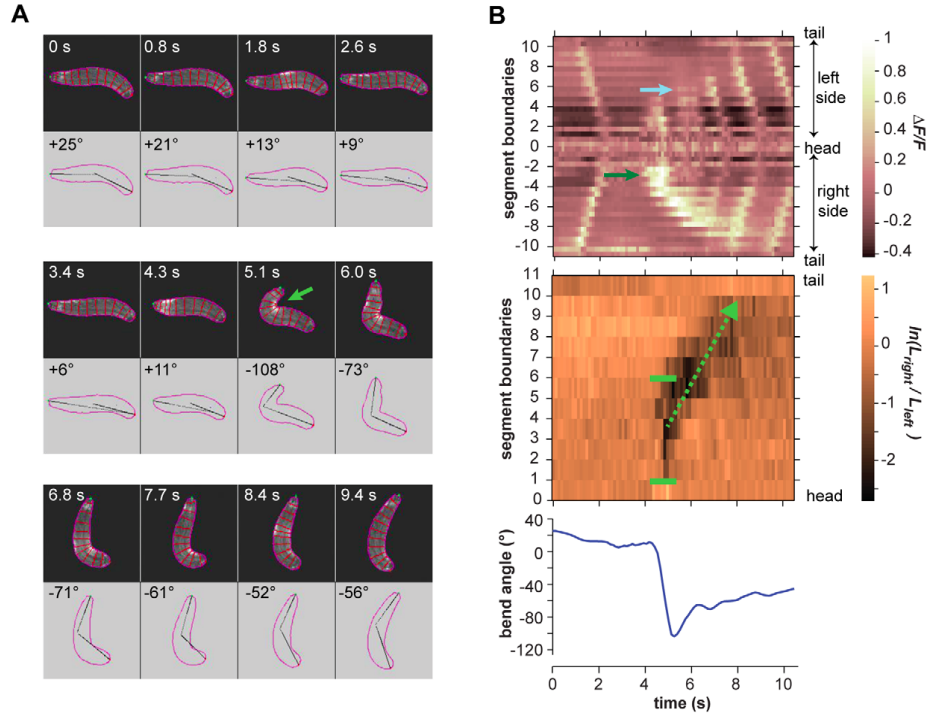 A
0 s 0.8 s 1.8 s 2.6 s
+25° +21° +13° +9°
3.4 s 4.3 s 5.1 s 6.0 s
+6° +11° -108° -73°
6.8 s 7.7 s 8.4 s 9.4 s
-71° -61° -52° -56°
B
segment boundaries
10
8
6
4
2
0
-2
-4
-6
-8
-10
tail
left
side
head
right
side
tail
1
0.8
0.6
0.4
0.2
0
-0.2
-0.4
ΔF/F
segment boundaries
11
10
9
8
7
6
5
4
3
2
1
0
tail
head
1
0
-1
-2
ln(Lright / Lleft )
bend angle (°)
40
0
-40
-80
-120
0 2 4 6 8 10
time (s)